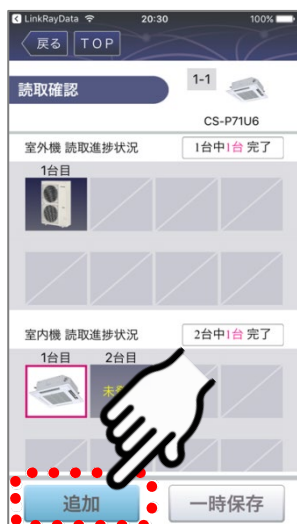 LinkRayData 20:30 100%
戻る TOP
読取確認
1-1
CS-P71U6
室外機 読取進捗状況 1台中1台 完了
1台目
室内機 読取進捗状況 2台中1台 完了
1台目 2台目
未
追加 一時保存